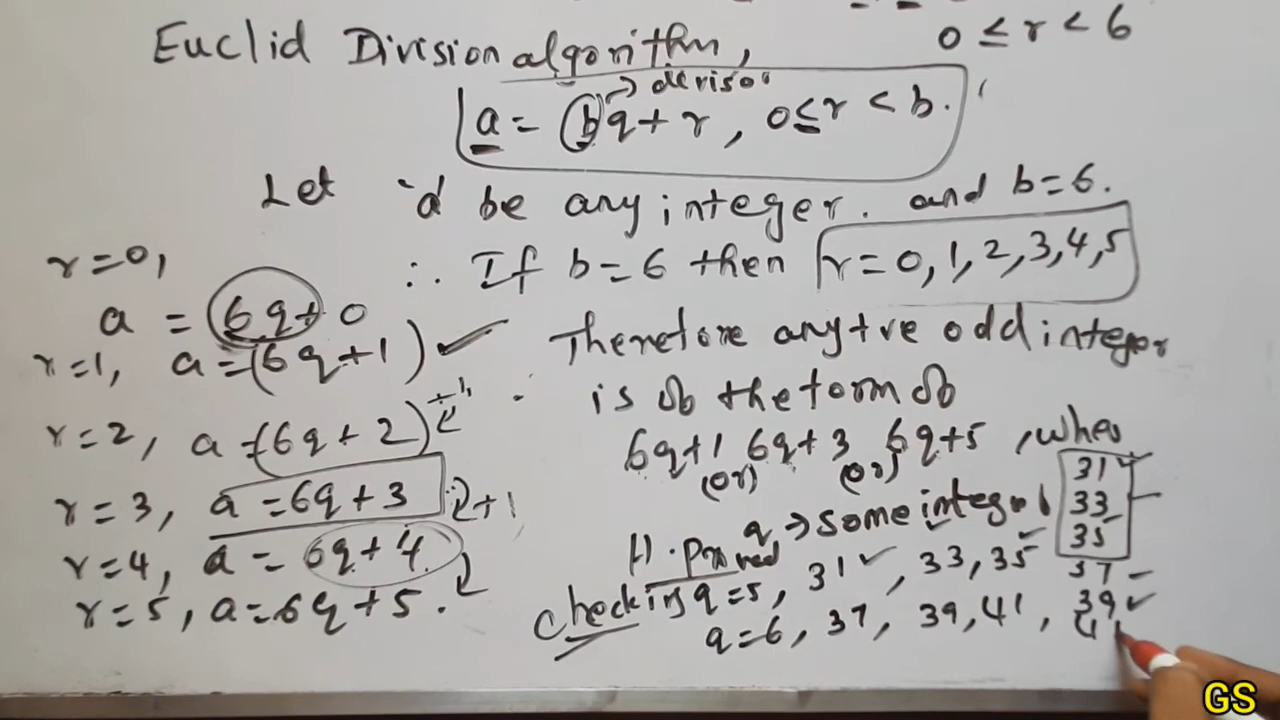 Euclid Division algorithm,
0 ≤ r < 6
→ deviso
a = bq + r, 0 ≤ r < b.
Let 'a' be any integer. and b=6.
r=0,
∴ If b=6 then r=0,1,2,3,4,5
a = 6q+0
r=1, a=(6q+1) ✓
Therefore any +ve odd integer
is of the form of
r=2, a=(6q+2)
6q+1 6q+3 6q+5, wher
(or) (or)
r=3, a=6q+3
q → some integer
31 ✓
33
35
r=4, a=6q+4
H.Proved
r=5, a=6q+5.
checking q=5, 31 ✓, 33, 35
37
q=6, 37, 39, 41,
39 ✓
41
GS